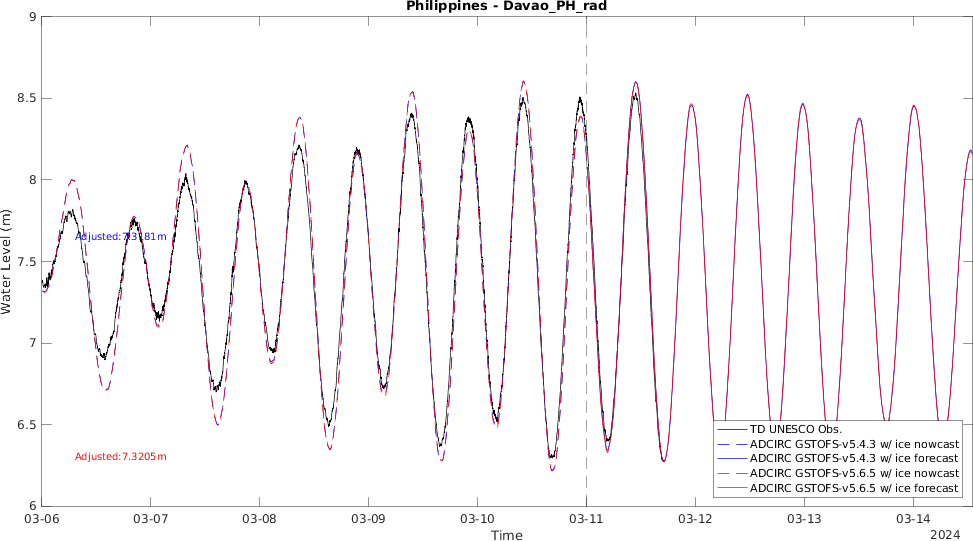 Philippines - Davao_PH_rad
9
8.5
8
7.5
7
6.5
6
Water Level (m)
Adjusted:7.3181m
Adjusted:7.3205m
TD UNESCO Obs.
ADCIRC GSTOFS-v5.4.3 w/ ice nowcast
ADCIRC GSTOFS-v5.4.3 w/ ice forecast
ADCIRC GSTOFS-v5.6.5 w/ ice nowcast
ADCIRC GSTOFS-v5.6.5 w/ ice forecast
03-06 03-07 03-08 03-09 03-10 03-11 03-12 03-13 03-14
Time
2024